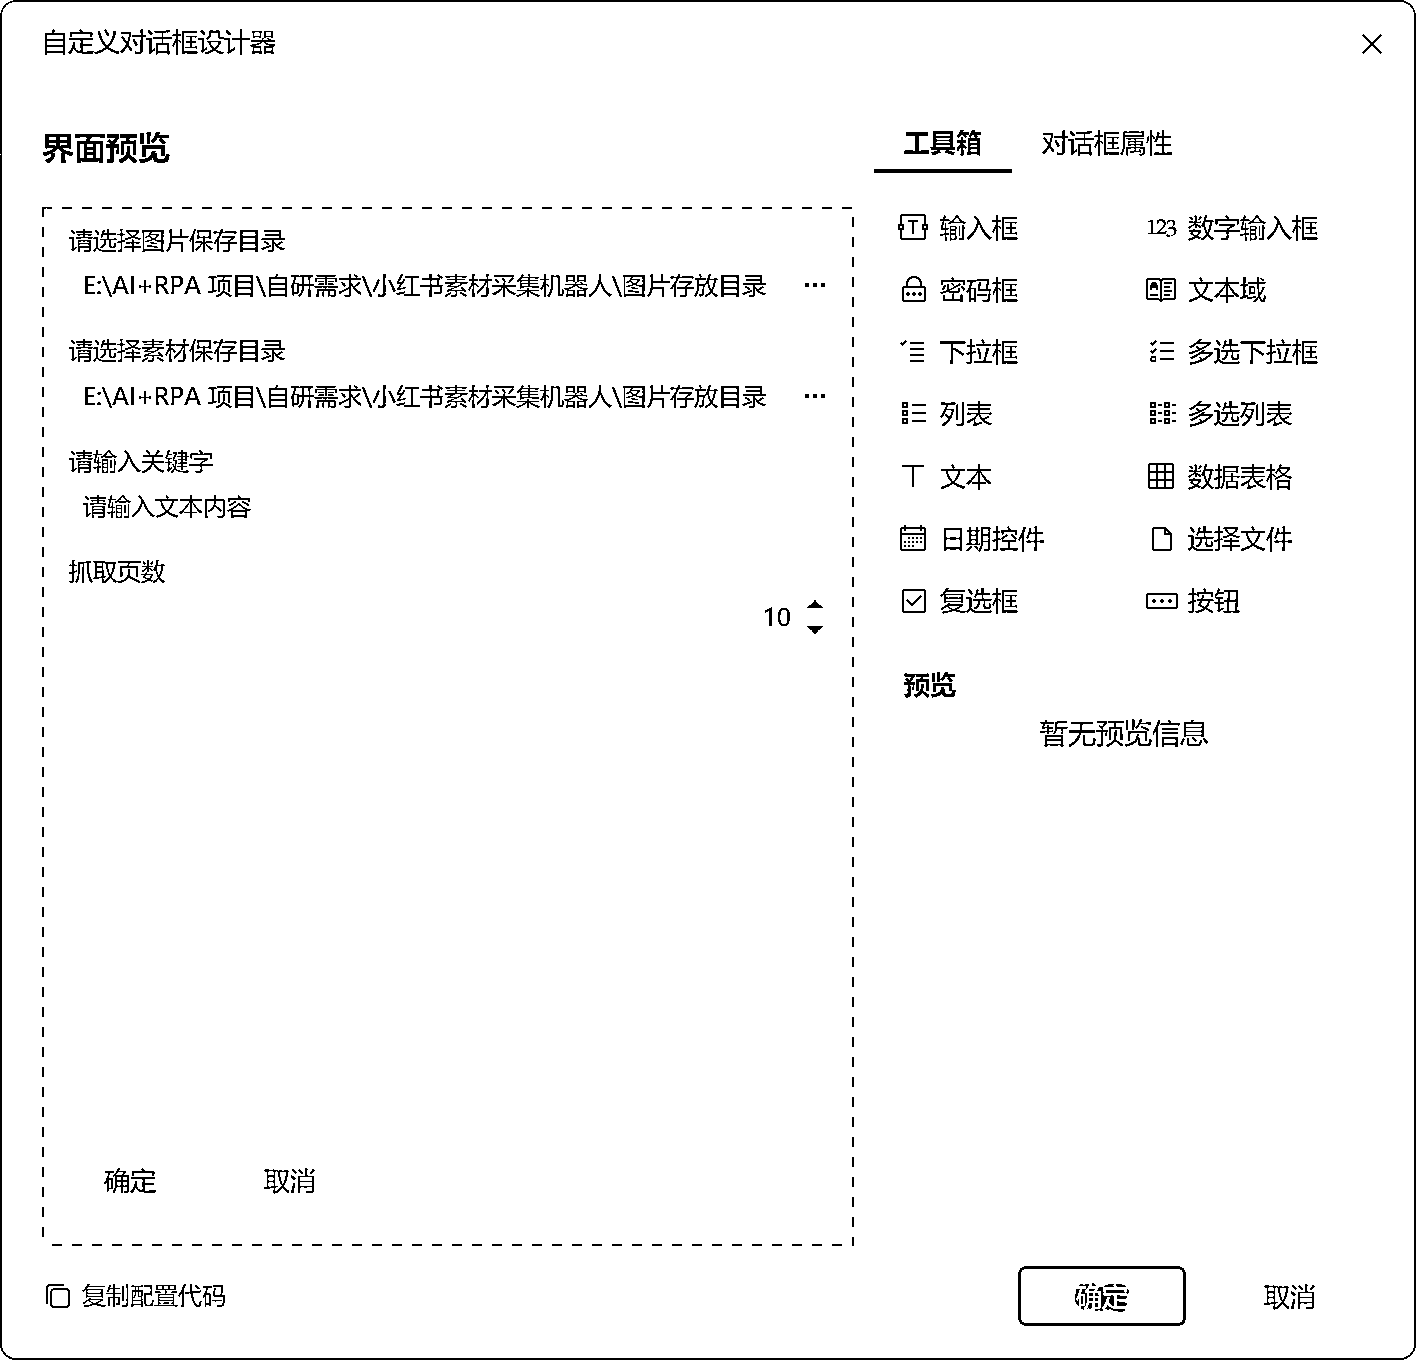 自定义对话框设计器
界面预览
请选择图片保存目录
E:\AI+RPA 项目\自研需求\小红书素材采集机器人\图片存放目录 ...
请选择素材保存目录
E:\AI+RPA 项目\自研需求\小红书素材采集机器人\图片存放目录 ...
请输入关键字
请输入文本内容
抓取页数
10
确定 取消
复制配置代码
工具箱 对话框属性
输入框 123 数字输入框
密码框 文本域
下拉框 多选下拉框
列表 多选列表
文本 数据表格
日期控件 选择文件
复选框 按钮
预览
暂无预览信息
确定 取消